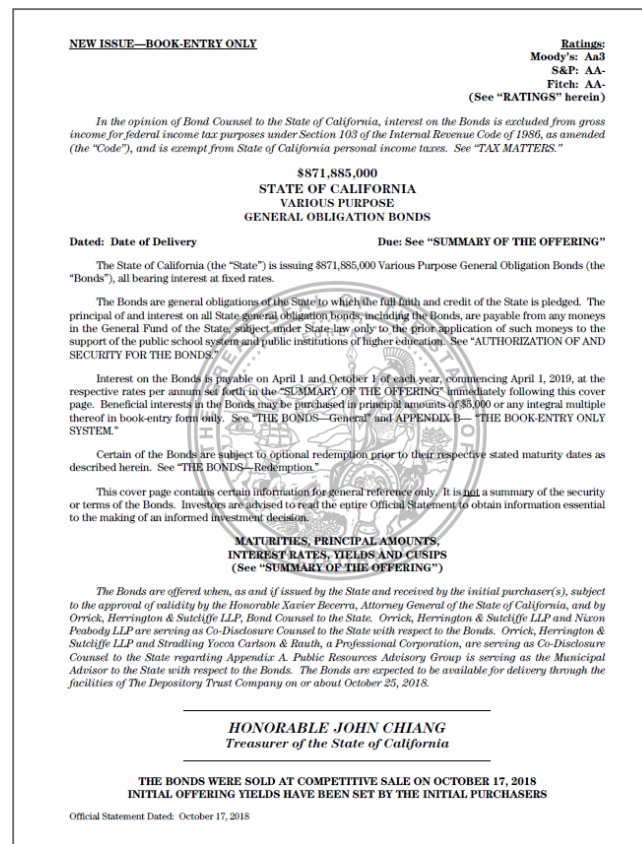 NEW ISSUE—BOOK-ENTRY ONLY
Ratings:
Moody's: Aa3
S&P: AA-
Fitch: AA-
(See “RATINGS” herein)
In the opinion of Bond Counsel to the State of California, interest on the Bonds is excluded from gross
income for federal income tax purposes under Section 103 of the Internal Revenue Code of 1986, as amended
(the “Code”), and is exempt from State of California personal income taxes. See “TAX MATTERS.”
$871,885,000
STATE OF CALIFORNIA
VARIOUS PURPOSE
GENERAL OBLIGATION BONDS
Dated: Date of Delivery Due: See “SUMMARY OF THE OFFERING”
The State of California (the “State”) is issuing $871,885,000 Various Purpose General Obligation Bonds (the
“Bonds”), all bearing interest at fixed rates.
The Bonds are general obligations of the State to which the full faith and credit of the State is pledged. The
principal of and interest on all State general obligation bonds, including the Bonds, are payable from any moneys
in the General Fund of the State, subject under State law only to the prior application of such moneys to the
support of the public school system and public institutions of higher education. See “AUTHORIZATION OF AND
SECURITY FOR THE BONDS.”
Interest on the Bonds is payable on April 1 and October 1 of each year, commencing April 1, 2019, at the
respective rates per annum set forth in the “SUMMARY OF THE OFFERING” immediately following this cover
page. Beneficial interests in the Bonds may be purchased in principal amounts of $5,000 or any integral multiple
thereof in book-entry form only. See “THE BONDS—General” and APPENDIX B— “THE BOOK-ENTRY ONLY
SYSTEM.”
Certain of the Bonds are subject to optional redemption prior to their respective stated maturity dates as
described herein. See “THE BONDS—Redemption.”
This cover page contains certain information for general reference only. It is not a summary of the security
or terms of the Bonds. Investors are advised to read the entire Official Statement to obtain information essential
to the making of an informed investment decision.
MATURITIES, PRINCIPAL AMOUNTS,
INTEREST RATES, YIELDS AND CUSIPS
(See “SUMMARY OF THE OFFERING”)
The Bonds are offered when, as and if issued by the State and received by the initial purchaser(s), subject
to the approval of validity by the Honorable Xavier Becerra, Attorney General of the State of California, and by
Orrick, Herrington & Sutcliffe LLP, Bond Counsel to the State. Orrick, Herrington & Sutcliffe LLP and Nixon
Peabody LLP are serving as Co-Disclosure Counsel to the State with respect to the Bonds. Orrick, Herrington &
Sutcliffe LLP and Stradling Yocca Carlson & Rauth, a Professional Corporation, are serving as Co-Disclosure
Counsel to the State regarding Appendix A. Public Resources Advisory Group is serving as the Municipal
Advisor to the State with respect to the Bonds. The Bonds are expected to be available for delivery through the
facilities of The Depository Trust Company on or about October 25, 2018.
HONORABLE JOHN CHIANG
Treasurer of the State of California
THE BONDS WERE SOLD AT COMPETITIVE SALE ON OCTOBER 17, 2018
INITIAL OFFERING YIELDS HAVE BEEN SET BY THE INITIAL PURCHASERS
Official Statement Dated: October 17, 2018